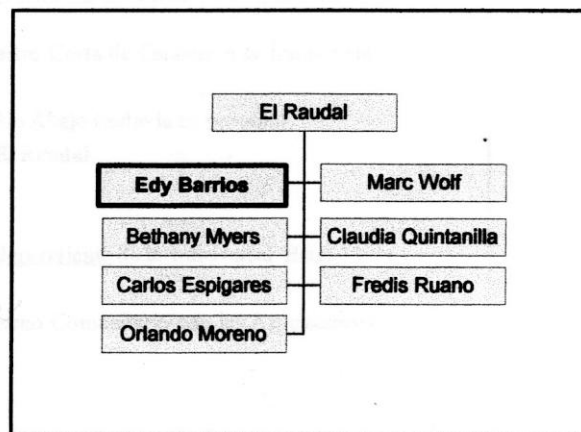 El Raudal
Edy Barrios
Marc Wolf
Bethany Myers
Claudia Quintanilla
Carlos Espigares
Fredis Ruano
Orlando Moreno